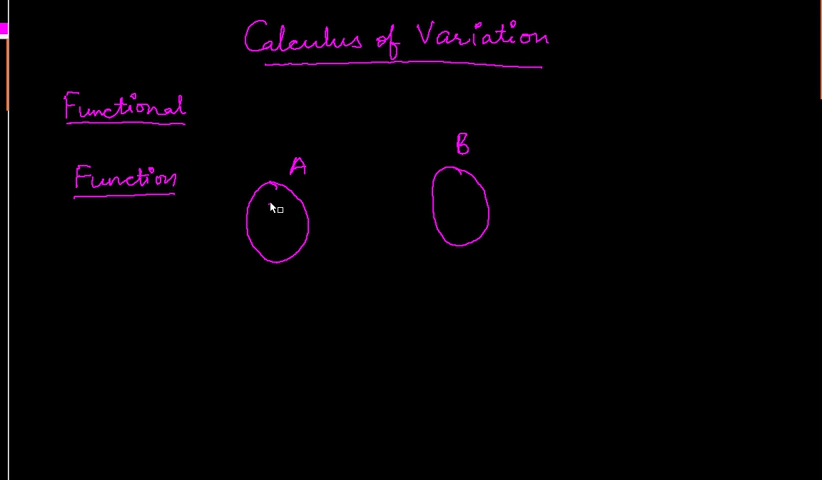 Calculus of Variation
Functional
Function
A
B